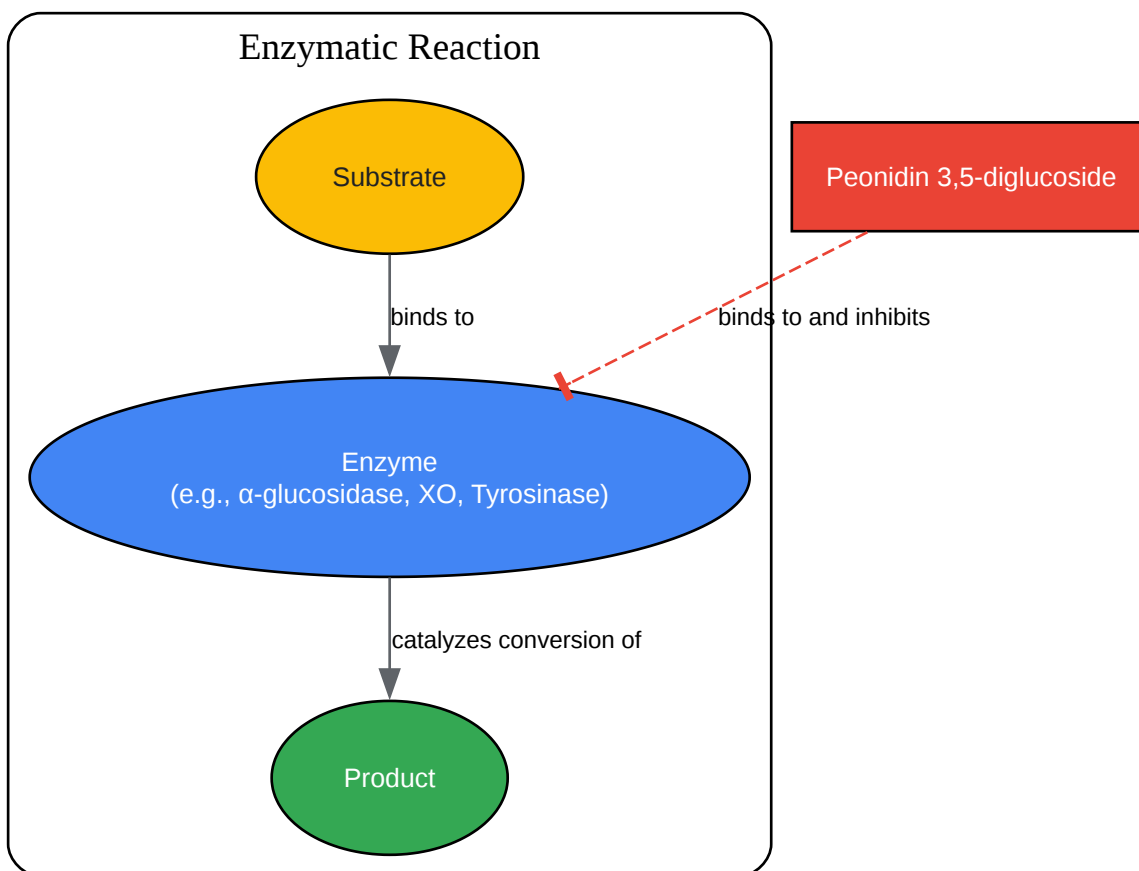 Enzymatic Reaction
Substrate
Peonidin 3,5-diglucoside
binds to
binds to and inhibits
Enzyme
(e.g., α-glucosidase, XO, Tyrosinase)
catalyzes conversion of
Product